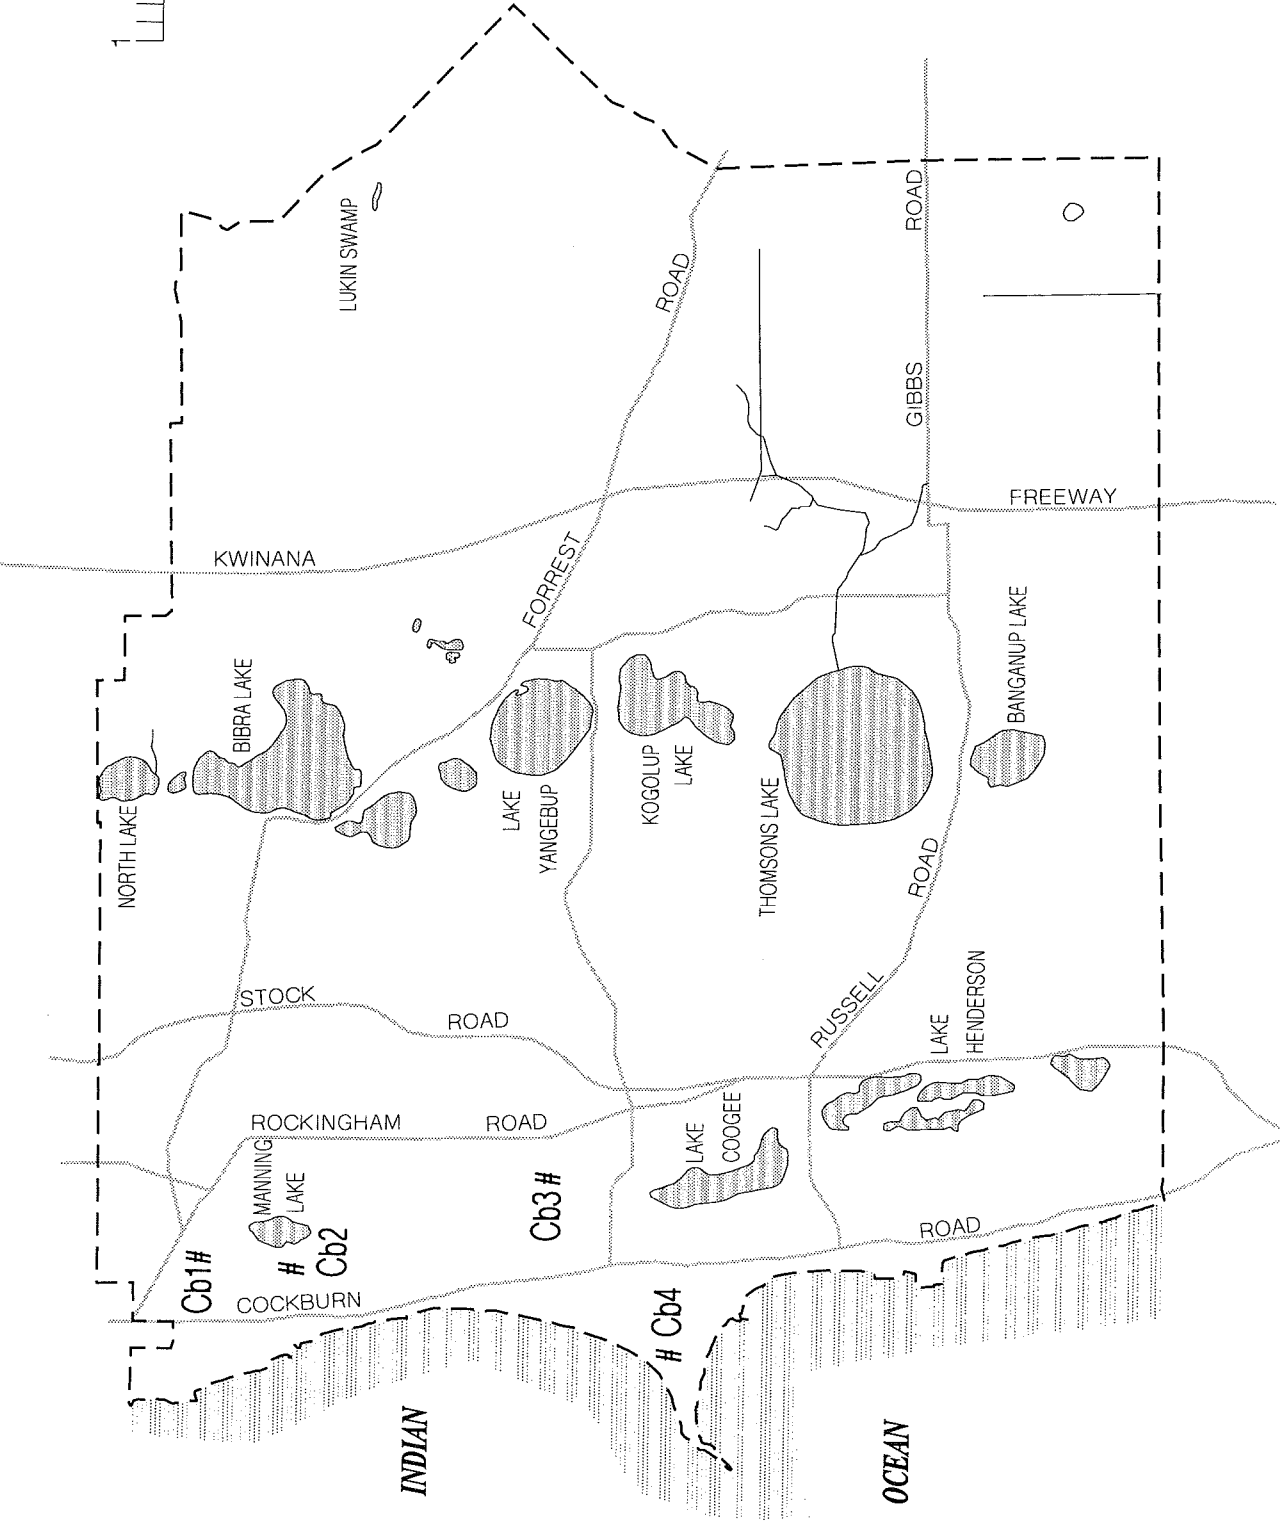 1
LUKIN SWAMP
ROAD
ROAD
GIBBS
FREEWAY
KWINANA
FORREST
BIBRA LAKE
NORTH LAKE
LAKE
YANGEBUP
KOGOLUP
LAKE
THOMSONS LAKE
BANGANUP LAKE
ROAD
RUSSELL
STOCK
ROAD
LAKE
HENDERSON
ROCKINGHAM
ROAD
MANNING
LAKE
LAKE
COOGEE
Cb1#
#
Cb2
Cb3#
# Cb4
COCKBURN
ROAD
INDIAN
OCEAN